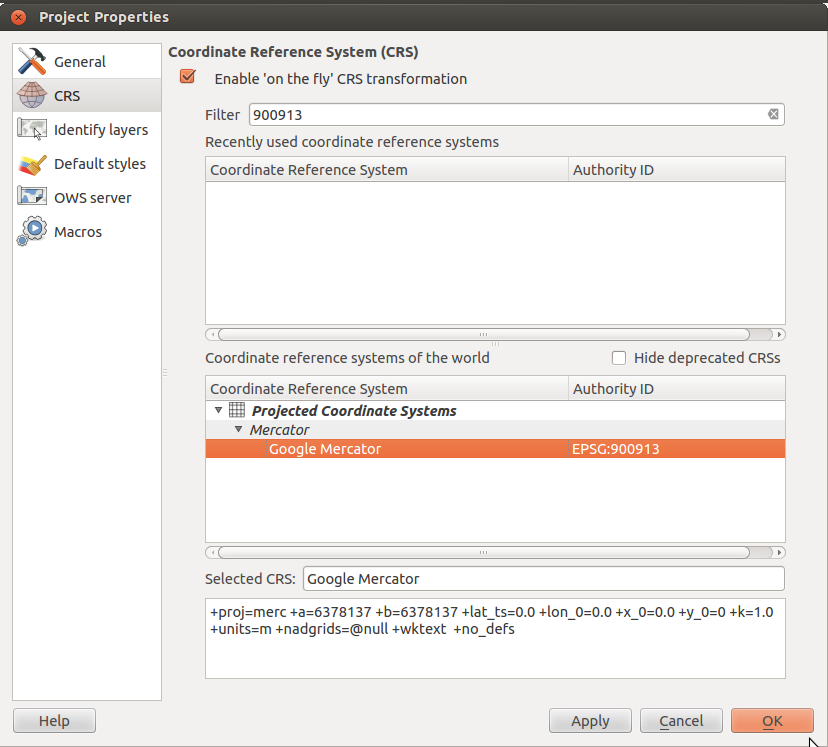 Project Properties
General
CRS
Identify layers
Default styles
OWS server
Macros
Coordinate Reference System (CRS)
Enable 'on the fly' CRS transformation
Filter 900913
Recently used coordinate reference systems
Coordinate Reference System Authority ID
Coordinate reference systems of the world Hide deprecated CRSs
Coordinate Reference System Authority ID
Projected Coordinate Systems
Mercator
Google Mercator EPSG:900913
Selected CRS: Google Mercator
+proj=merc +a=6378137 +b=6378137 +lat_ts=0.0 +lon_0=0.0 +x_0=0.0 +y_0=0 +k=1.0
+units=m +nadgrids=@null +wktext  +no_defs
Help Apply Cancel OK